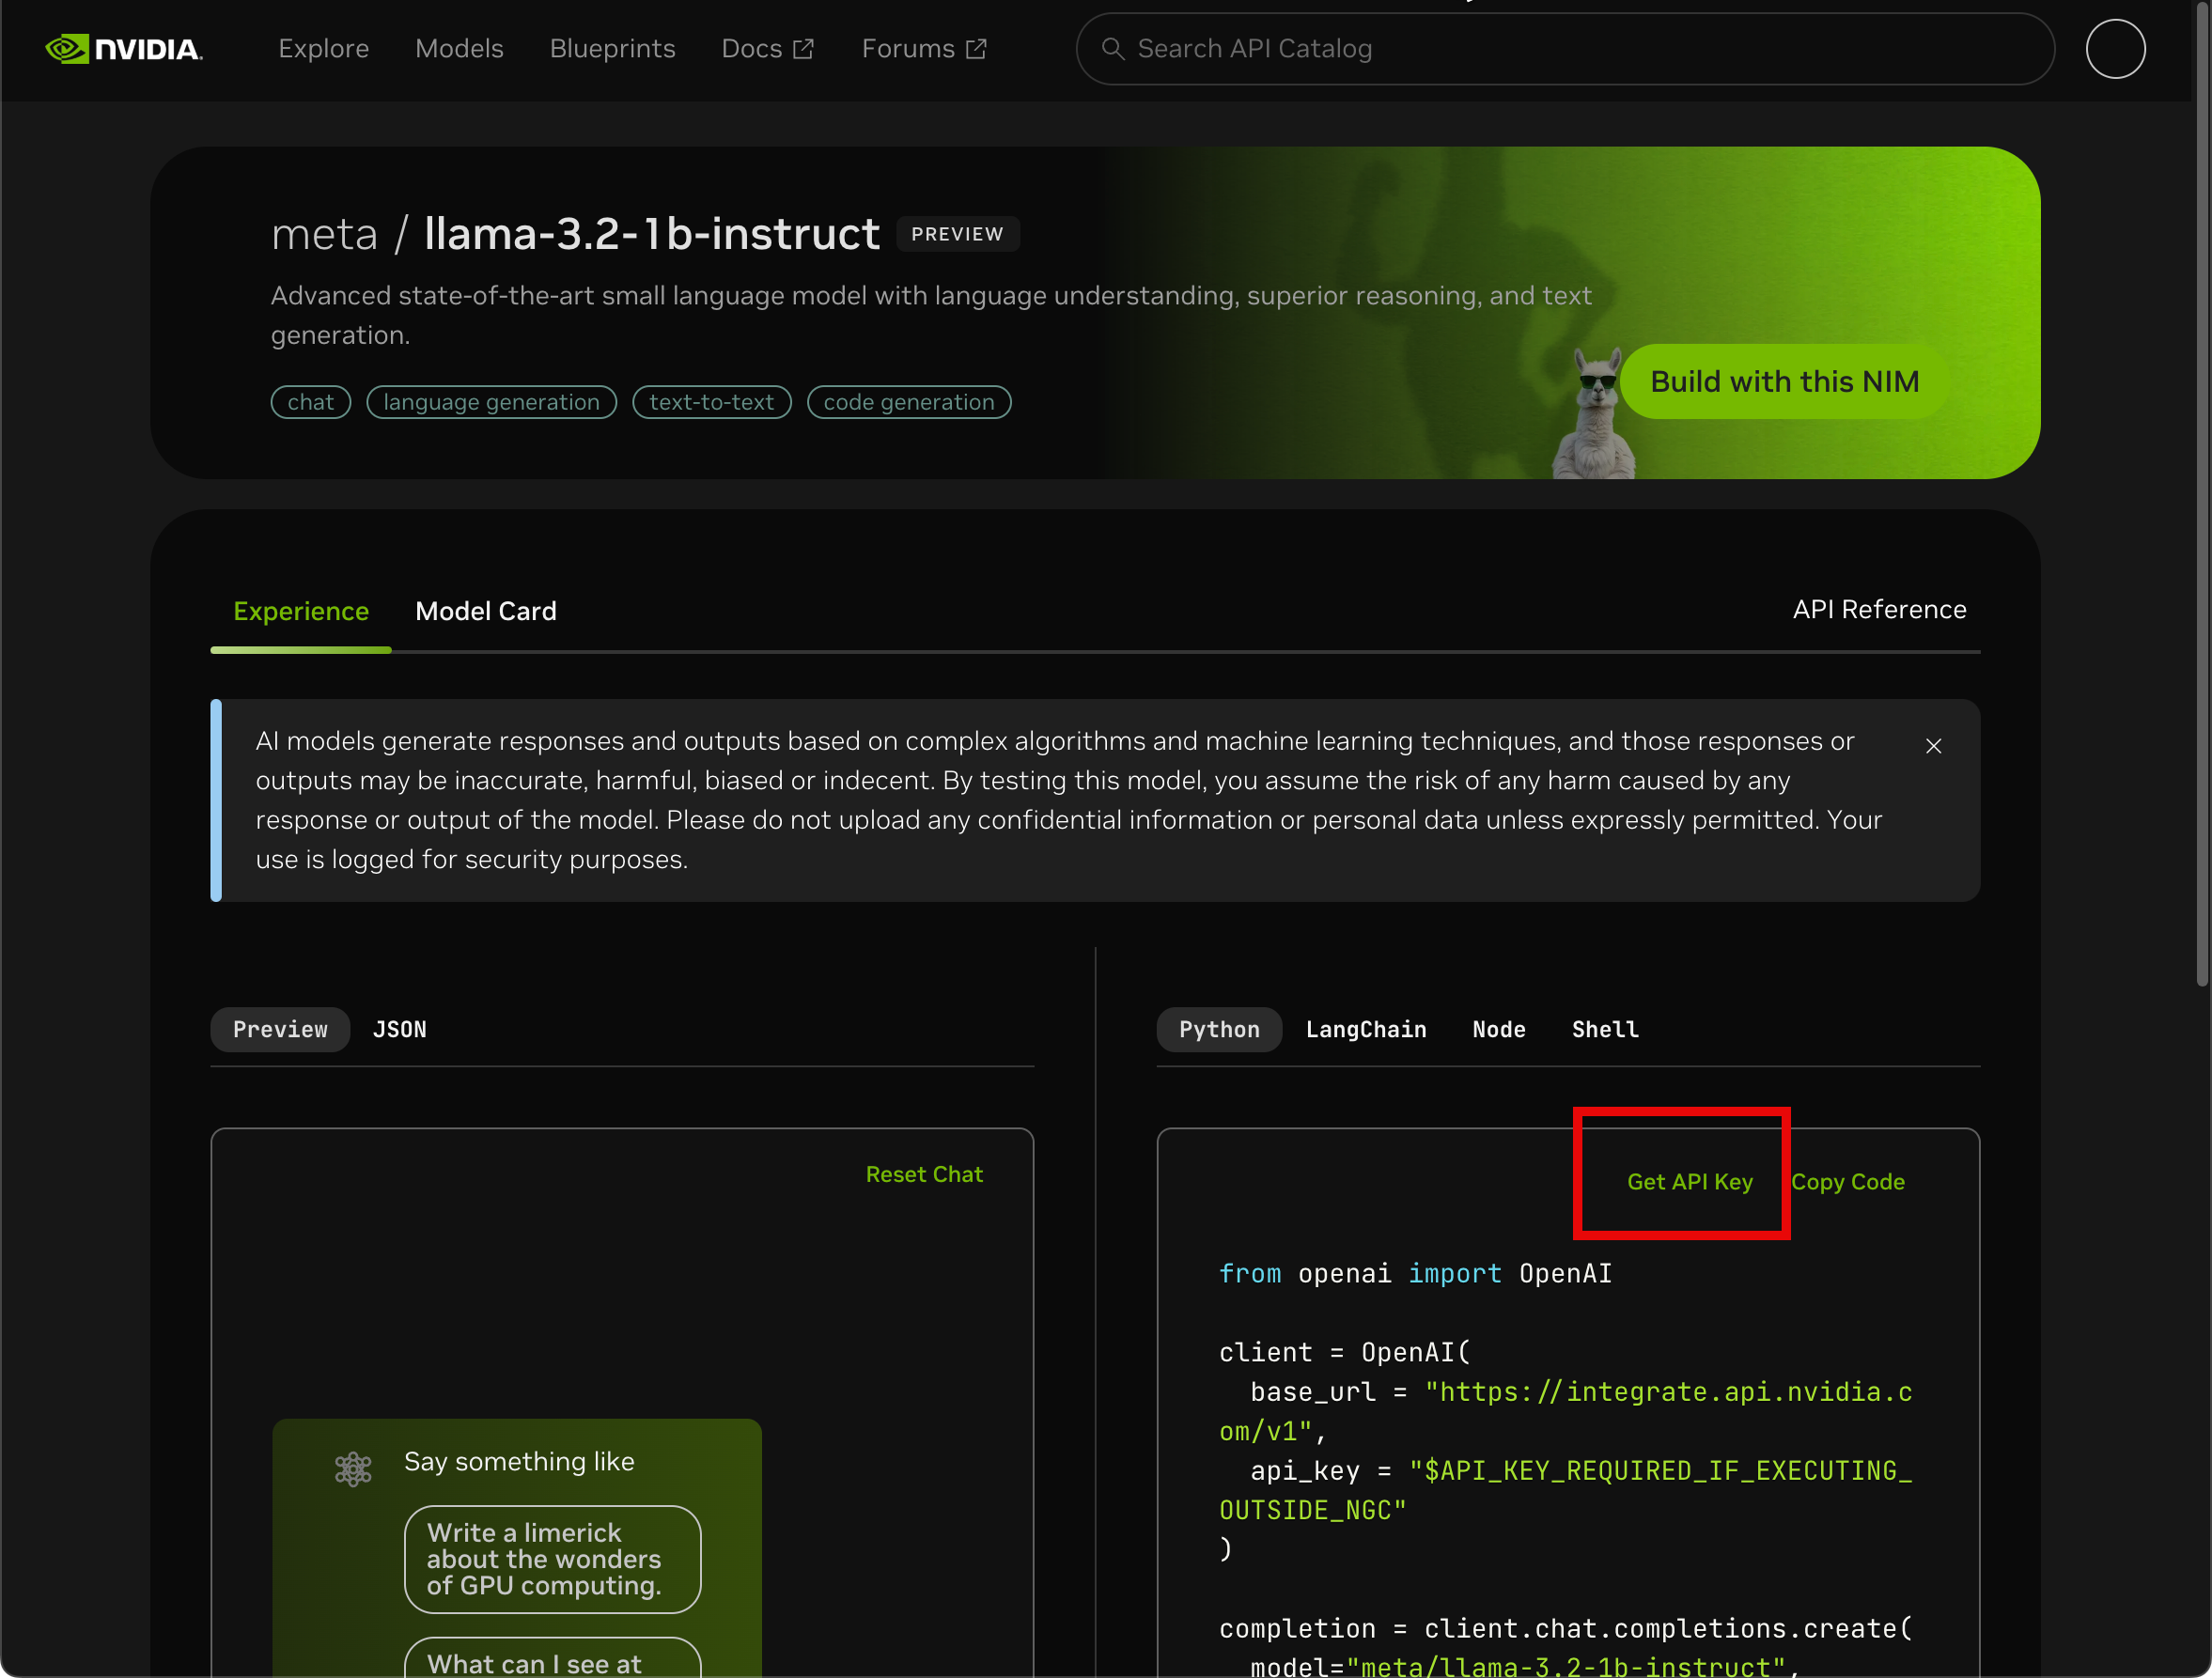 NVIDIA.
Explore
Models
Blueprints
Docs
Forums
Search API Catalog
meta / llama-3.2-1b-instruct
PREVIEW
Advanced state-of-the-art small language model with language understanding, superior reasoning, and text
generation.
chat
language generation
text-to-text
code generation
Build with this NIM
Experience
Model Card
API Reference
AI models generate responses and outputs based on complex algorithms and machine learning techniques, and those responses or
outputs may be inaccurate, harmful, biased or indecent. By testing this model, you assume the risk of any harm caused by any
response or output of the model. Please do not upload any confidential information or personal data unless expressly permitted. Your
use is logged for security purposes.
Preview
JSON
Reset Chat
Say something like
Write a limerick
about the wonders
of GPU computing.
What can I see at
Python
LangChain
Node
Shell
Get API Key
Copy Code
from openai import OpenAI
client = OpenAI(
base_url = "https://integrate.api.nvidia.c
om/v1",
api_key = "$API_KEY_REQUIRED_IF_EXECUTING_
OUTSIDE_NGC"
)
completion = client.chat.completions.create(
model="meta/llama-3.2-1b-instruct",